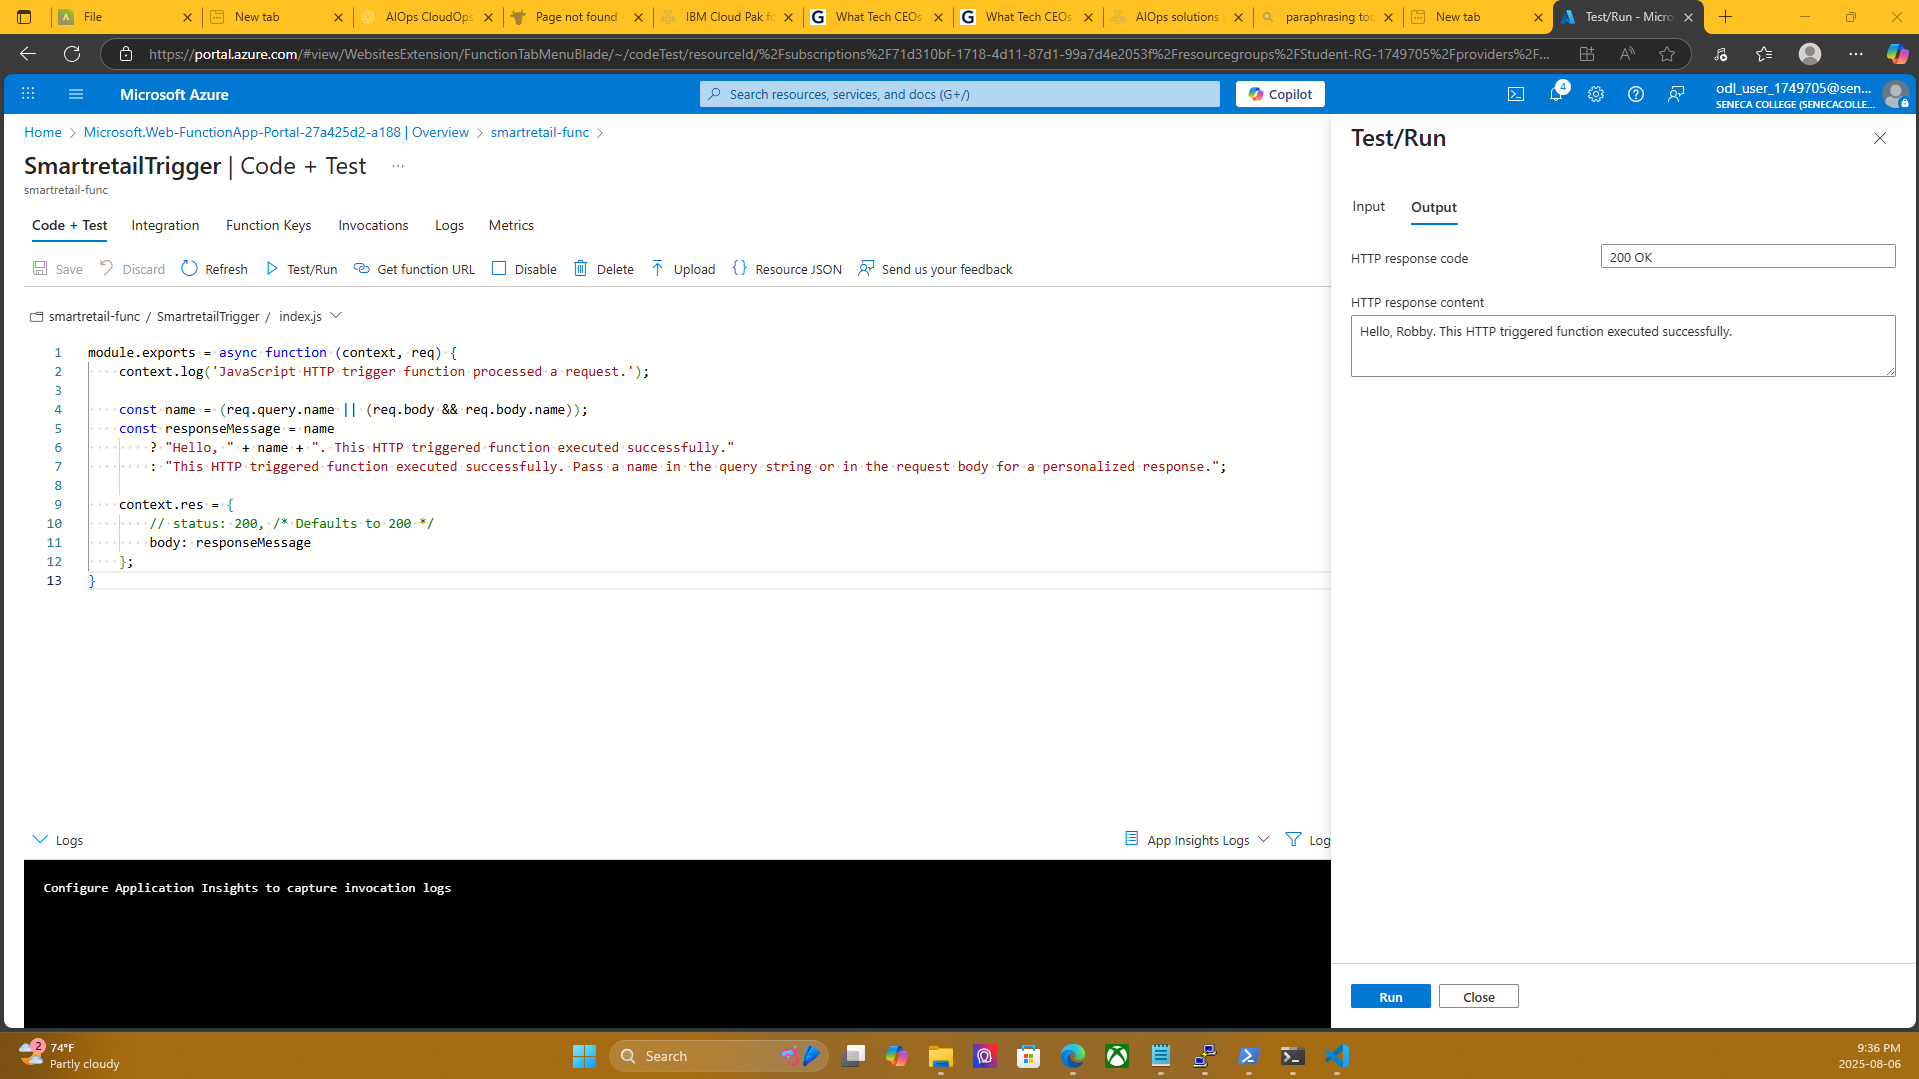 File
New tab
AIOps CloudOps
Page not found
IBM Cloud Pak fo
What Tech CEOs
What Tech CEOs
AIOps solutions
paraphrasing too
New tab
Test/Run - Micro
https://portal.azure.com/#view/WebsitesExtension/FunctionTabMenuBlade/~/codeTest/resourceId/%2Fsubscriptions%2F71d310bf-1718-4d11-87d1-99a7d4e2053f%2Fresourcegroups%2FStudent-RG-1749705%2Fproviders%2F...
Microsoft Azure
Search resources, services, and docs (G+/)
Copilot
4
odl_user_1749705@sen...
SENECA COLLEGE (SENECACOLLE...
Home > Microsoft.Web-FunctionApp-Portal-27a425d2-a188 | Overview > smartretail-func >
SmartretailTrigger | Code + Test ...
smartretail-func
Code + Test Integration Function Keys Invocations Logs Metrics
Save Discard Refresh Test/Run Get function URL Disable Delete Upload {} Resource JSON Send us your feedback
smartretail-func / SmartretailTrigger / index.js
1 module.exports = async function (context, req) {
2 context.log('JavaScript HTTP trigger function processed a request.');
3
4 const name = (req.query.name || (req.body && req.body.name));
5 const responseMessage = name
6 ? "Hello, " + name + ". This HTTP triggered function executed successfully."
7 : "This HTTP triggered function executed successfully. Pass a name in the query string or in the request body for a personalized response.";
8
9 context.res = {
10 // status: 200, /* Defaults to 200 */
11 body: responseMessage
12 };
13 }
Logs
App Insights Logs
Log
Configure Application Insights to capture invocation logs
Test/Run
Input Output
HTTP response code
200 OK
HTTP response content
Hello, Robby. This HTTP triggered function executed successfully.
Run Close
2
74°F
Partly cloudy
Search
9:36 PM
2025-08-06